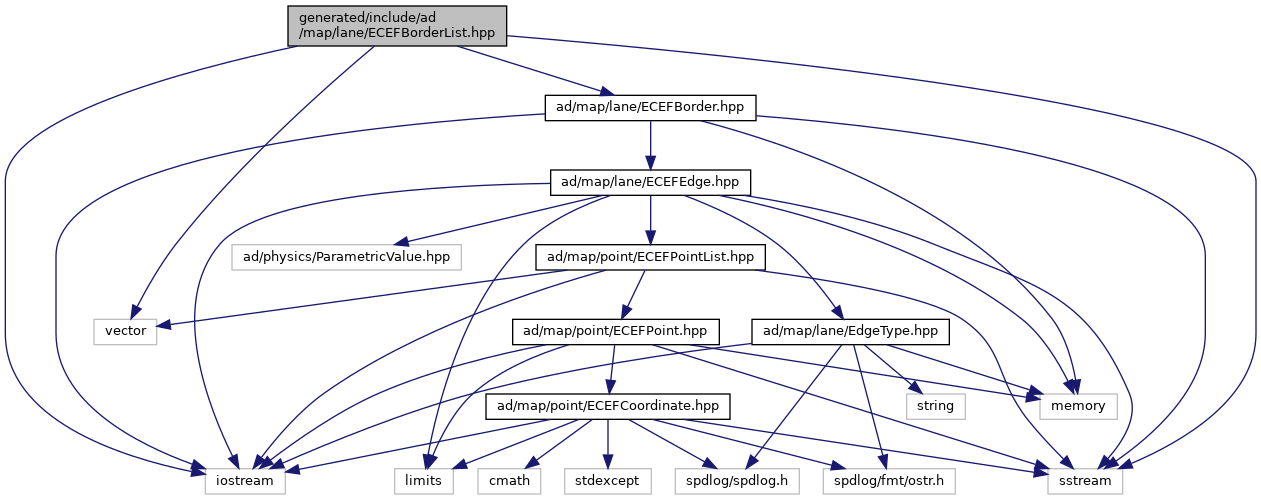 generated/include/ad
/map/lane/ECEFBorderList.hpp
ad/map/lane/ECEFBorder.hpp
ad/map/lane/ECEFEdge.hpp
ad/physics/ParametricValue.hpp
ad/map/point/ECEFPointList.hpp
vector
ad/map/point/ECEFPoint.hpp
ad/map/lane/EdgeType.hpp
ad/map/point/ECEFCoordinate.hpp
string
memory
iostream
limits
cmath
stdexcept
spdlog/spdlog.h
spdlog/fmt/ostr.h
sstream